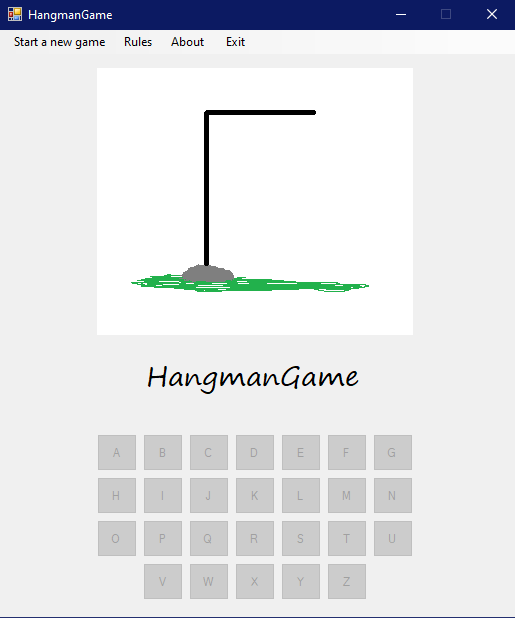 HangmanGame
Start a new game Rules About Exit
HangmanGame
A B C D E F G
H I J K L M N
O P Q R S T U
V W X Y Z